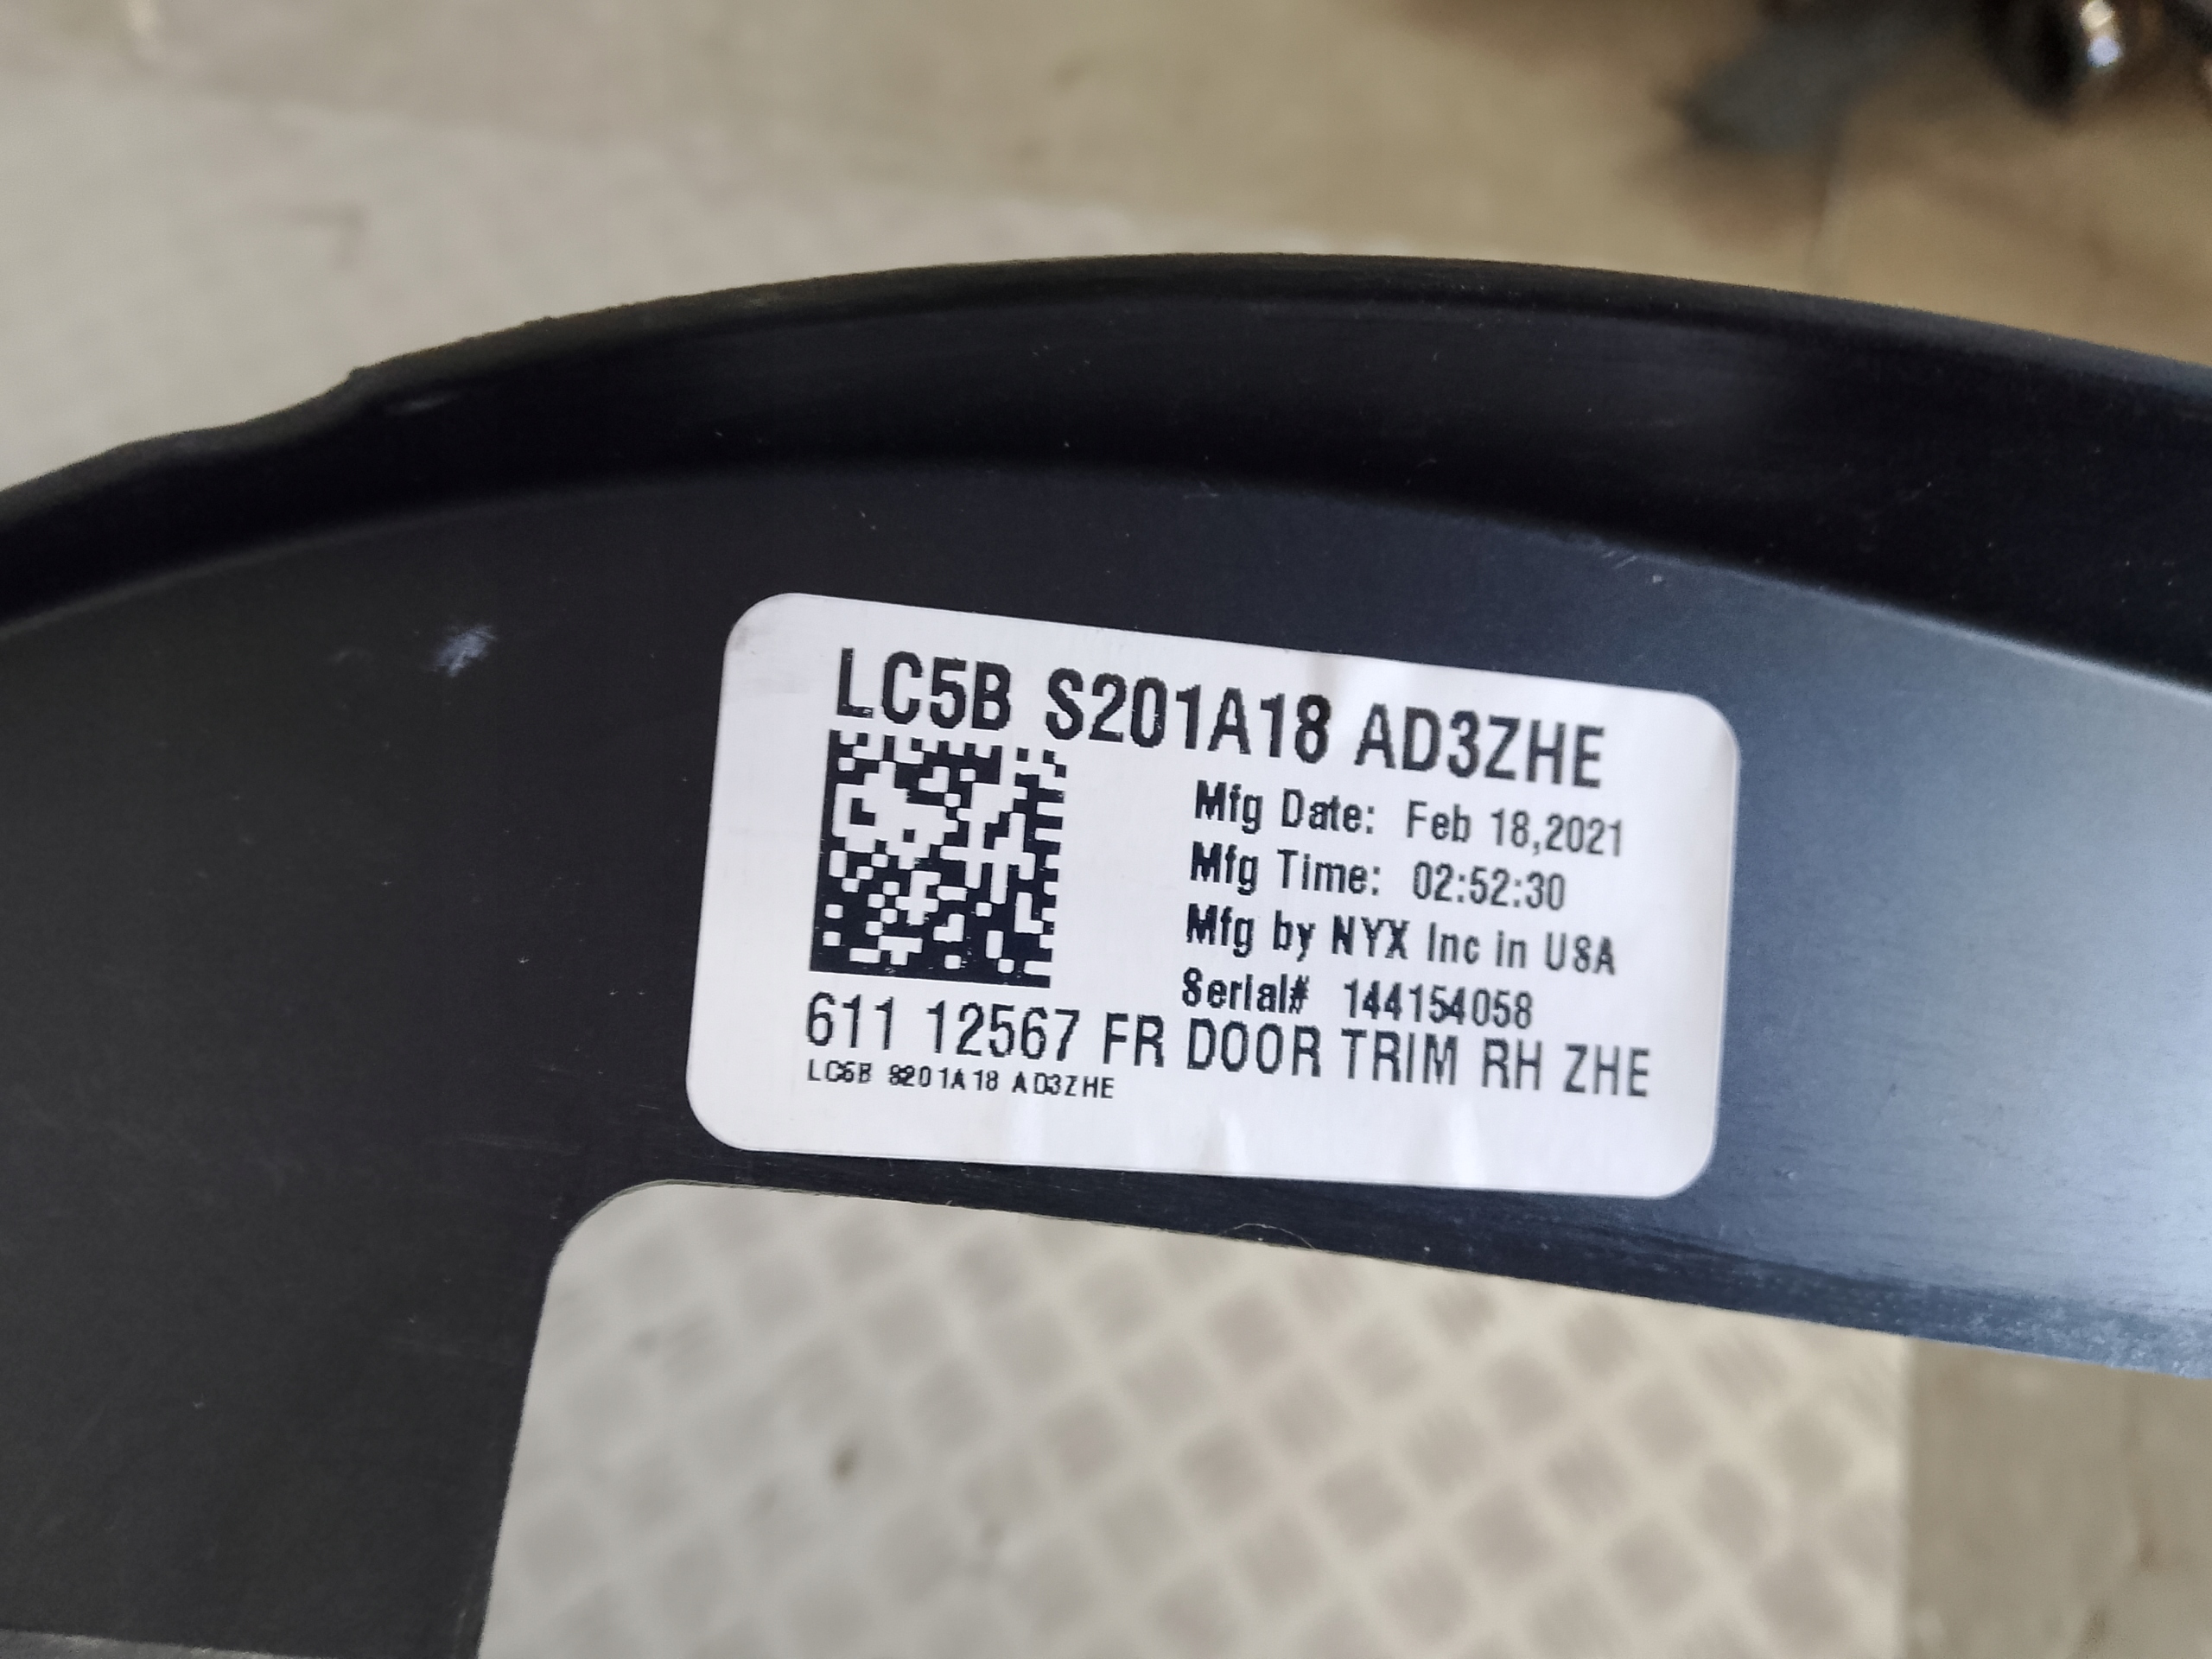 LC5B S201A18 AD3ZHE
Mfg Date: Feb 18,2021
Mfg Time: 02:52:30
Mfg by NYX Inc in USA
Serial# 144154058
611 12567 FR DOOR TRIM RH ZHE
LC5B S201A18 AD3ZHE